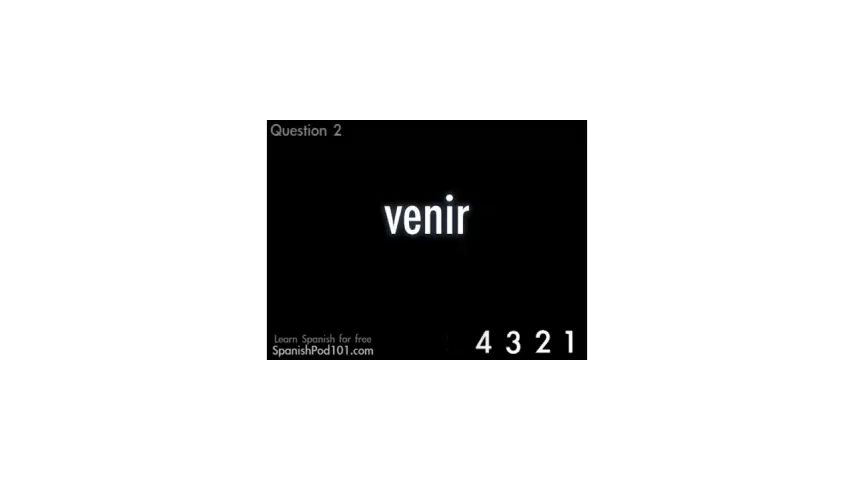 Question 2
venir
Learn Spanish for free
SpanishPod101.com
4 3 2 1